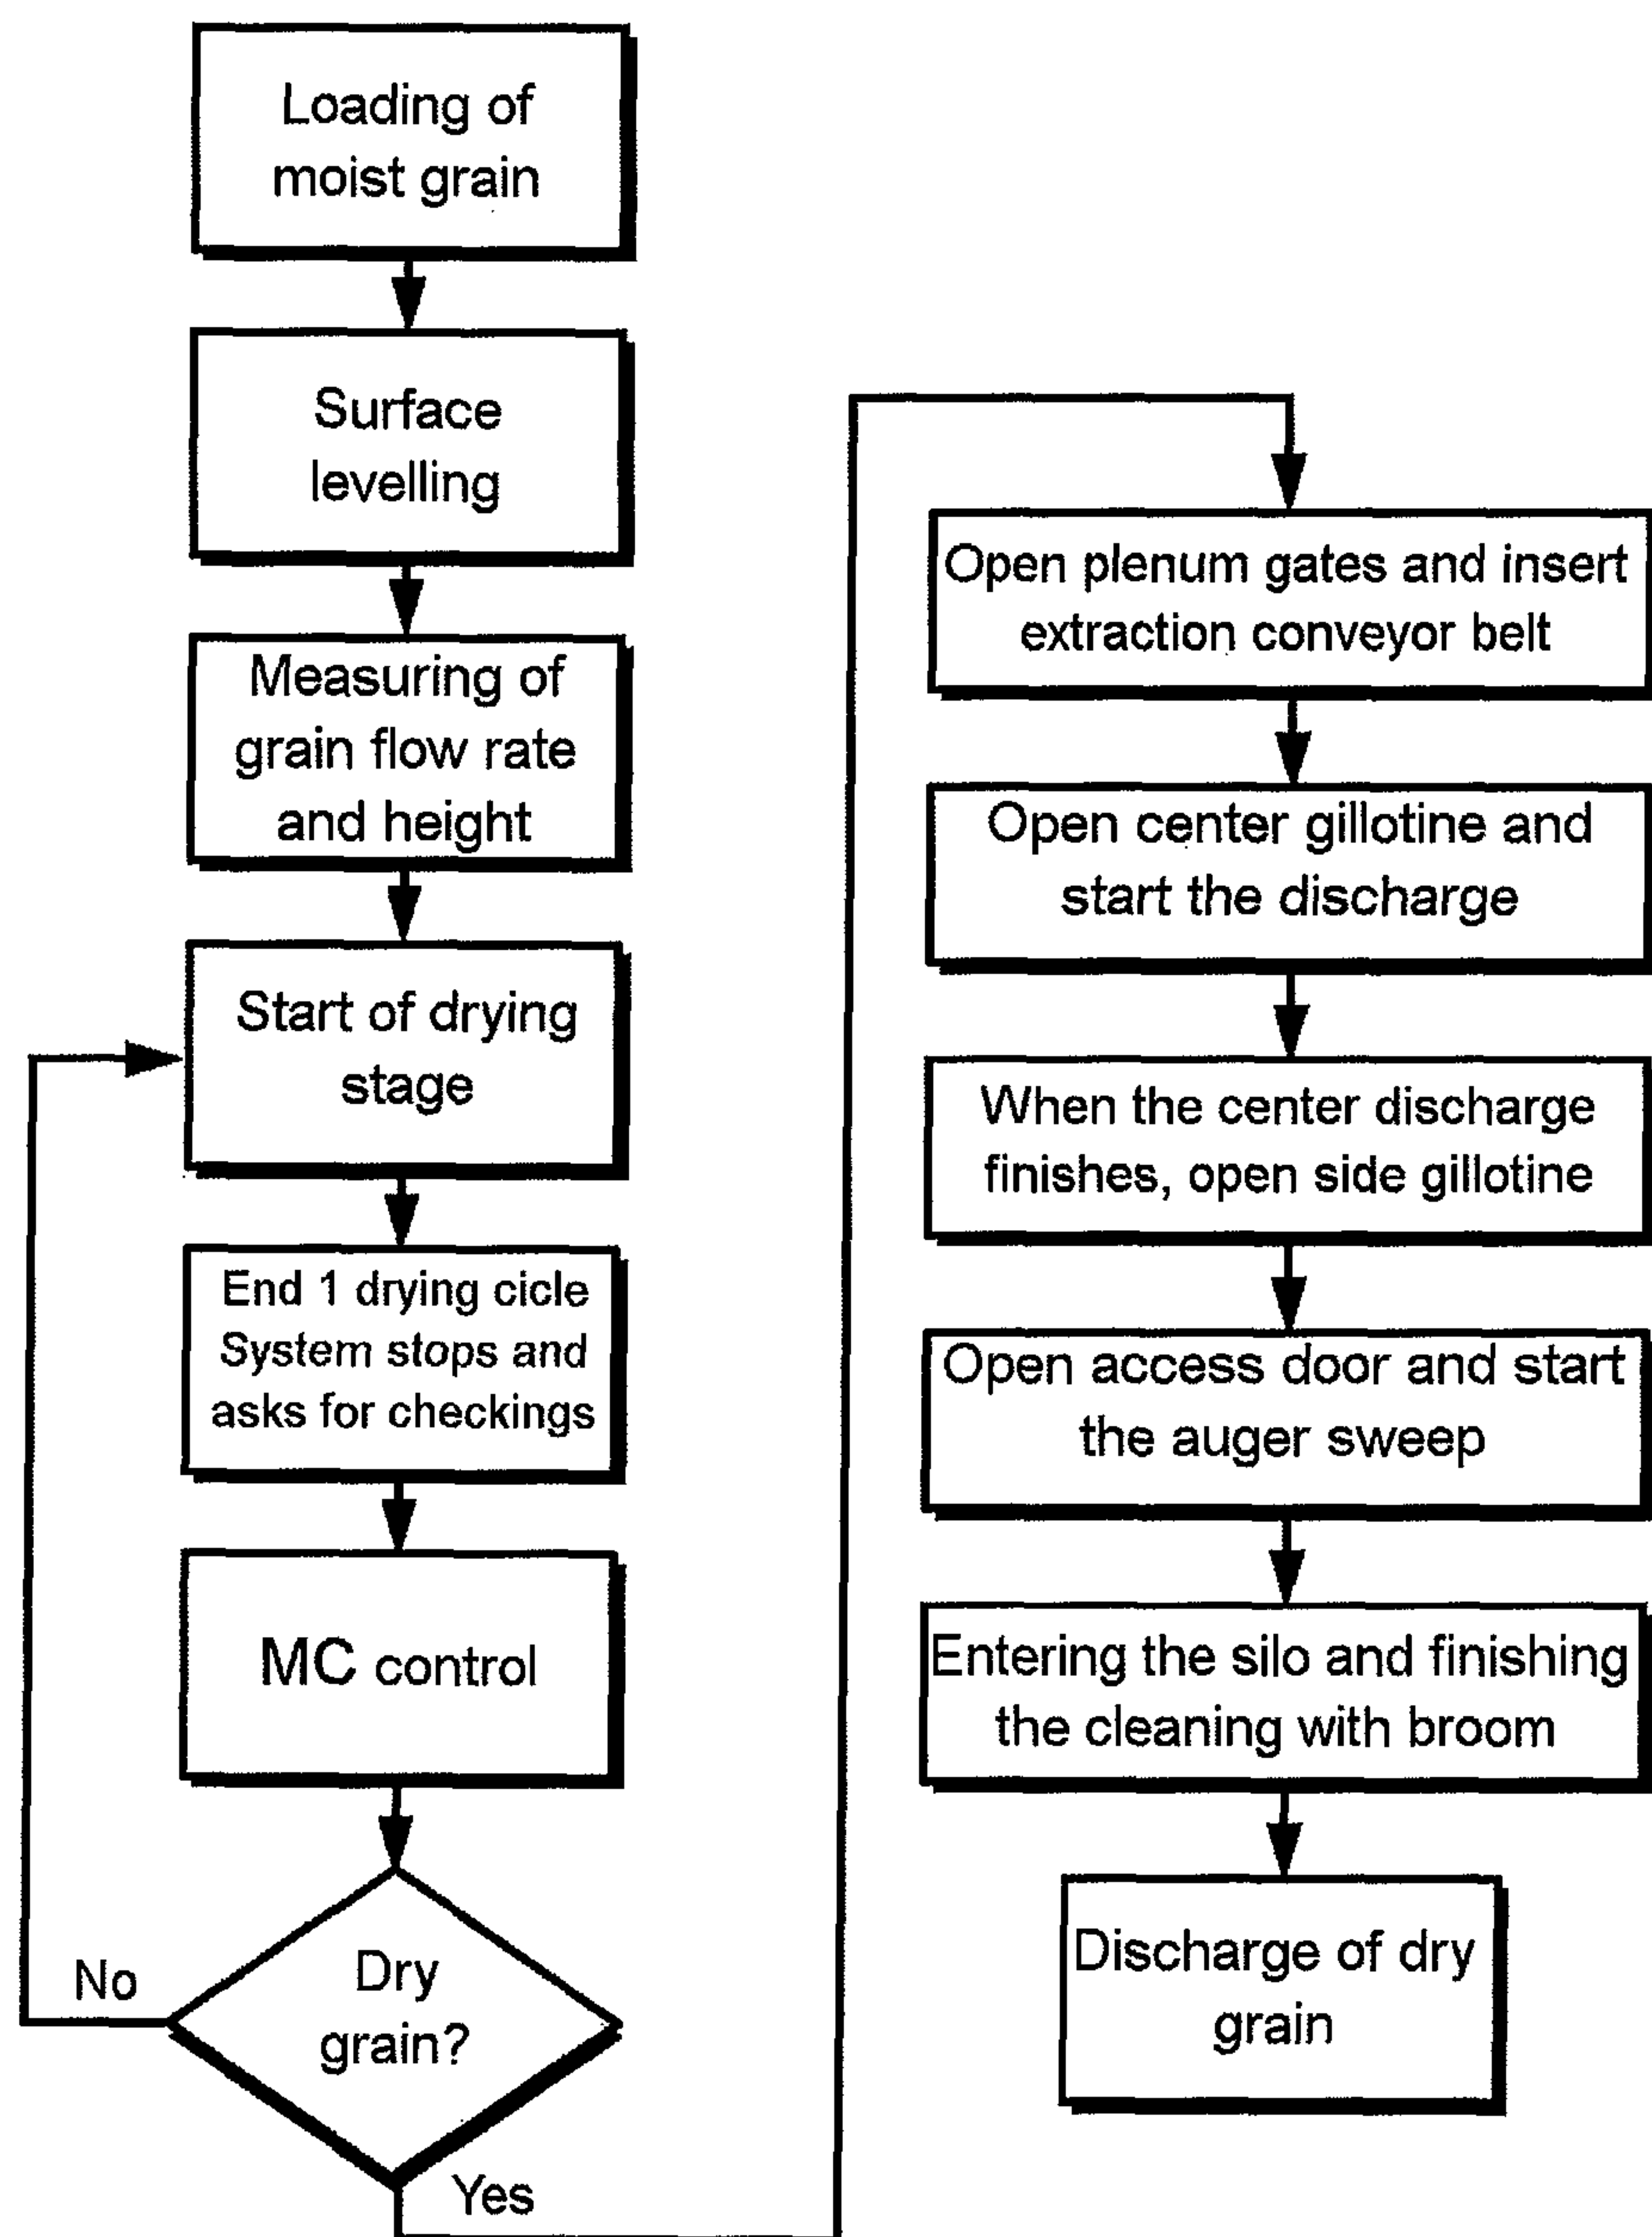 Loading of
moist grain
Surface
levelling
Measuring of
grain flow rate
and height
Start of drying
stage
End 1 drying cicle
System stops and
asks for checkings
MC control
Dry
grain?
No
Yes
Open plenum gates and insert
extraction conveyor belt
Open center gillotine and
start the discharge
When the center discharge
finishes, open side gillotine
Open access door and start
the auger sweep
Entering the silo and finishing
the cleaning with broom
Discharge of dry
grain